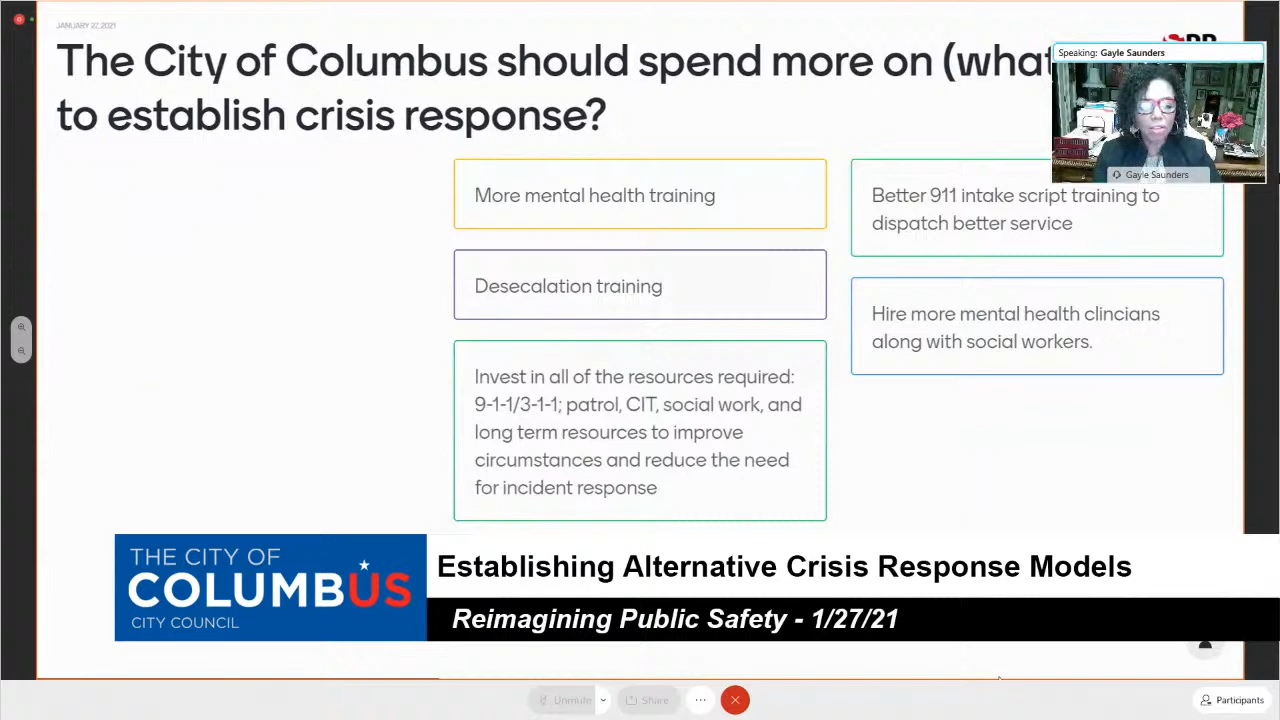 JANUARY 27, 2021
The City of Columbus should spend more on (what
to establish crisis response?
Speaking: Gayle Saunders
Gayle Saunders
More mental health training
Desecalation training
Invest in all of the resources required:
9-1-1/3-1-1; patrol, CIT, social work, and
long term resources to improve
circumstances and reduce the need
for incident response
Better 911 intake script training to
dispatch better service
Hire more mental health clincians
along with social workers.
THE CITY OF
COLUMBUS
CITY COUNCIL
Establishing Alternative Crisis Response Models
Reimagining Public Safety - 1/27/21
Unmute
Share
Participants